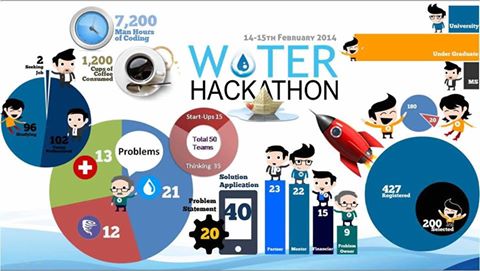 7,200
Man Hours
of Coding
14-15TH FEBRUARY 2014
WATER
HACKATHON
University
Under Graduate
MS
2
Seeking
Job
1,200
Cups of
Coffee
Consumed
96
Studying
102
Young
Professional
Start-Ups 15
Total 50
Teams
Thinking 35
180
20
13
Problems
21
12
Solution
Application
40
Problem
Statement
20
23
Partner
22
Mentor
15
Financier
9
Problem
Owner
427
Registered
200
Selected